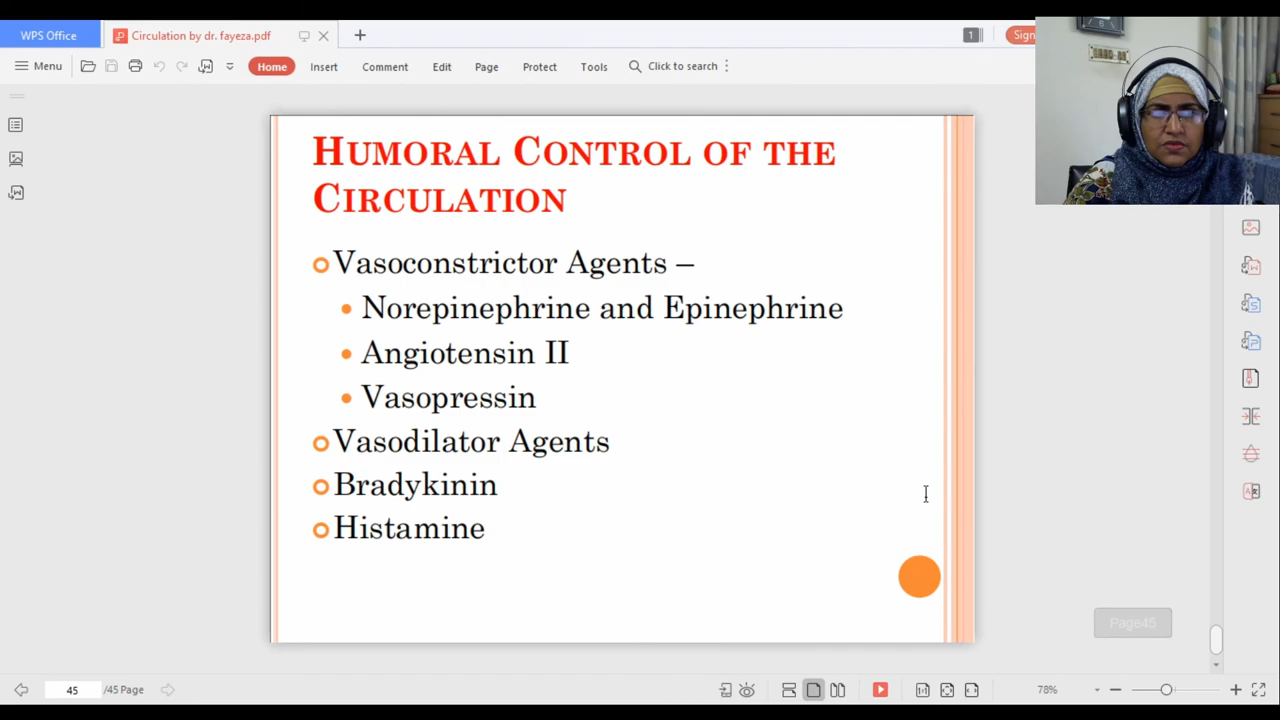 WPS Office
Circulation by dr. fayeza.pdf
1
Sign
Menu
Home
Insert
Comment
Edit
Page
Protect
Tools
Click to search
HUMORAL CONTROL OF THE
CIRCULATION
Vasoconstrictor Agents –
Norepinephrine and Epinephrine
Angiotensin II
Vasopressin
Vasodilator Agents
Bradykinin
Histamine
Page45
45 /45 Page
78%